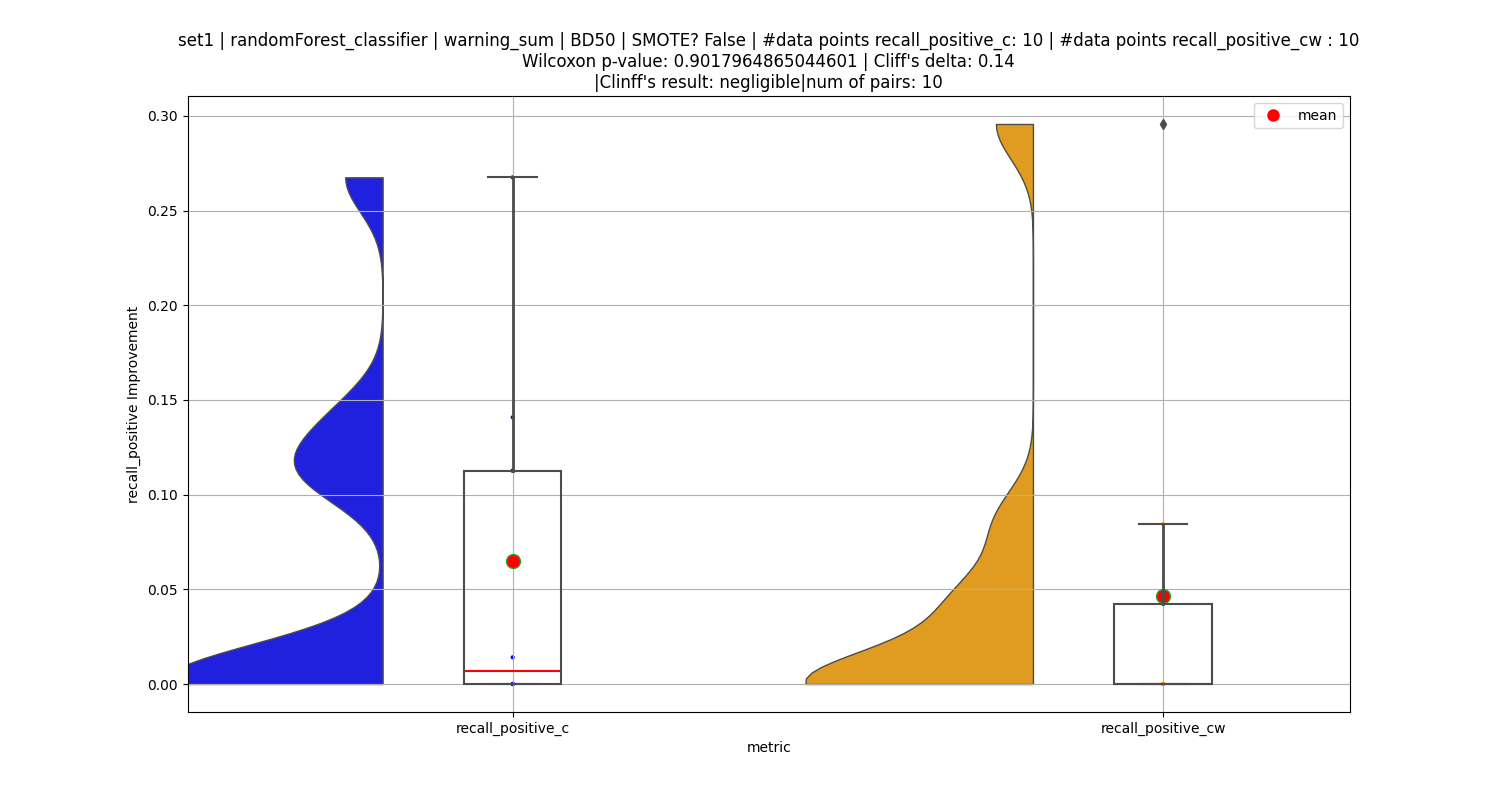 set1 | randomForest_classifier | warning_sum | BD50 | SMOTE? False | #data points recall_positive_c: 10 | #data points recall_positive_cw : 10
Wilcoxon p-value: 0.9017964865044601 | Cliff's delta: 0.14
|Clinff's result: negligible|num of pairs: 10
mean
recall_positive Improvement
0.30
0.25
0.20
0.15
0.10
0.05
0.00
recall_positive_c
recall_positive_cw
metric